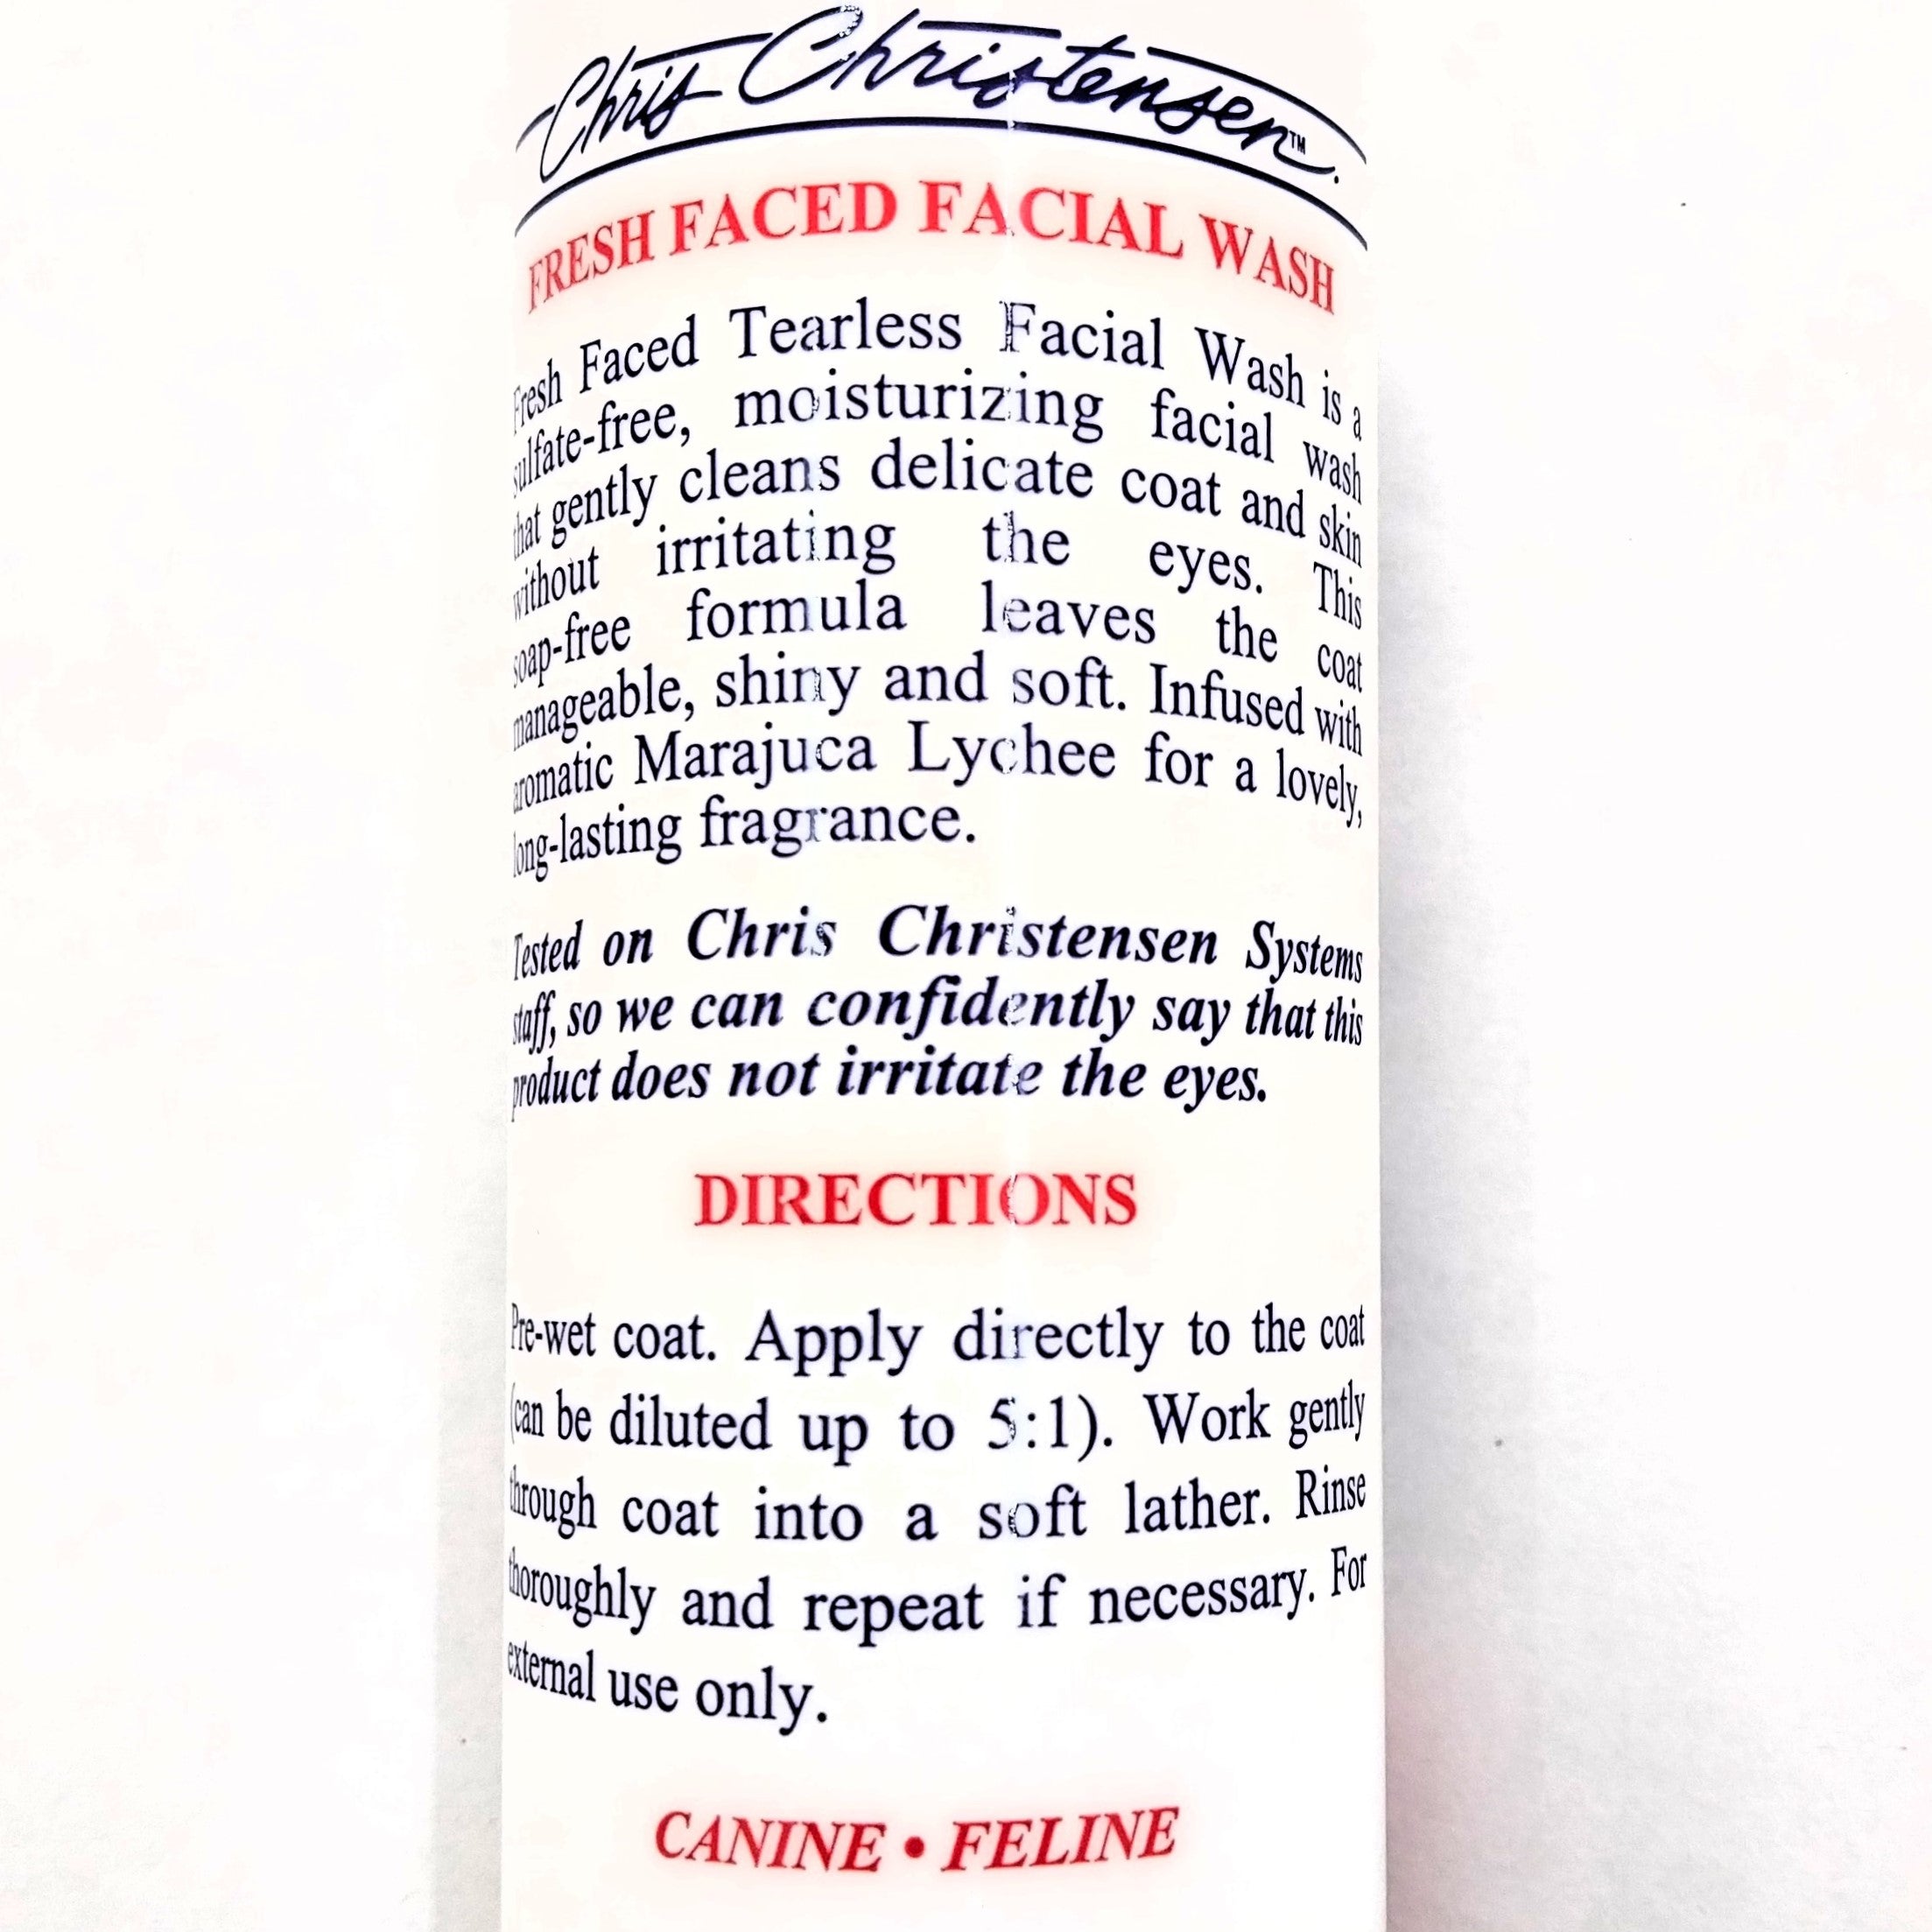 Chris Christensen™.
FRESH FACED FACIAL WASH
Fresh Faced Tearless Facial Wash is a
sulfate-free, moisturizing facial wash
that gently cleans delicate coat and skin
without irritating the eyes. This
soap-free formula leaves the coat
manageable, shiny and soft. Infused with
aromatic Marajuca Lychee for a lovely,
long-lasting fragrance.
Tested on Chris Christensen Systems
staff, so we can confidently say that this
product does not irritate the eyes.
DIRECTIONS
Pre-wet coat. Apply directly to the coat
(can be diluted up to 5:1). Work gently
through coat into a soft lather. Rinse
thoroughly and repeat if necessary. For
external use only.
CANINE • FELINE